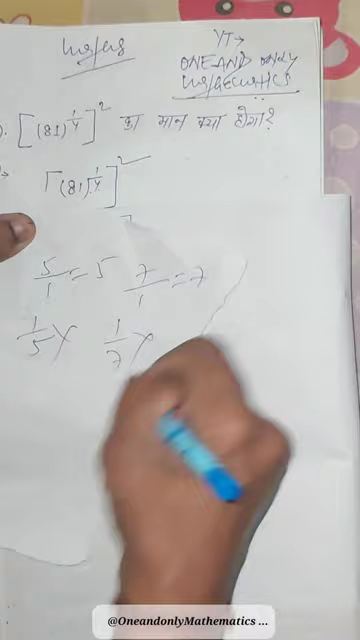 YT→
ONE AND ONLY
[(81)^{1/4}]^2 का मान क्या होगा?
[(81)^{1/4}]^2
5/1 = 5 7/1 = 7
1/5 × 1/7 ×
@OneandonlyMathematics ...